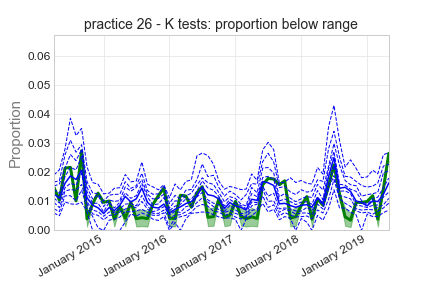 practice 26 - K tests: proportion below range
0.06
0.05
0.04
0.03
0.02
0.01
0.00
Proportion
January 2015
January 2016
January 2017
January 2018
January 2019